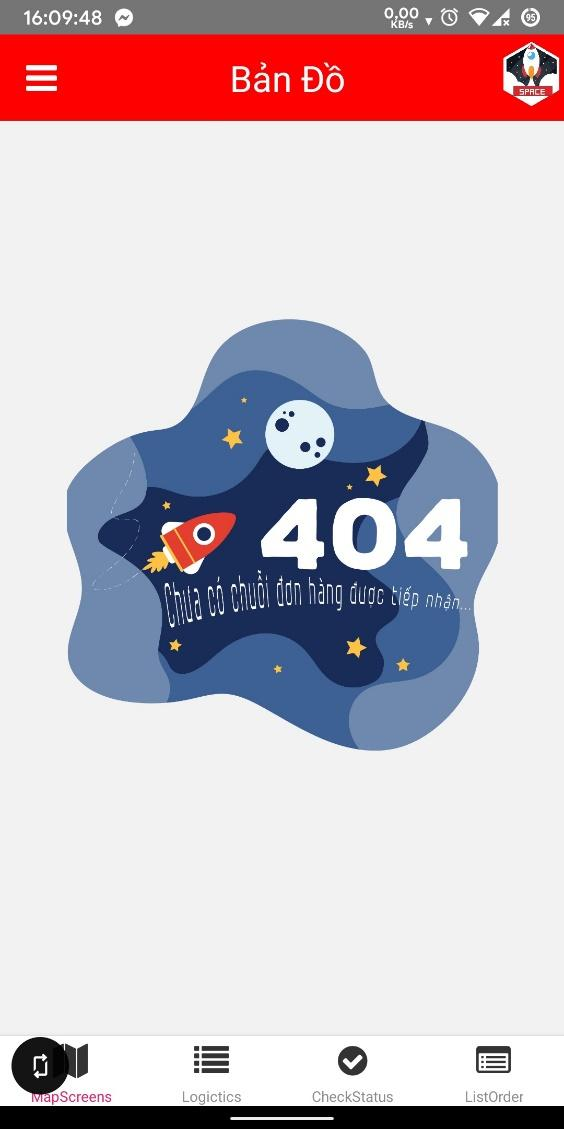 16:09:48
0,00
KB/s
95
Bản Đồ
SPACE
404
Chưa có chuỗi đơn hàng được tiếp nhận...
MapScreens
Logictics
CheckStatus
ListOrder